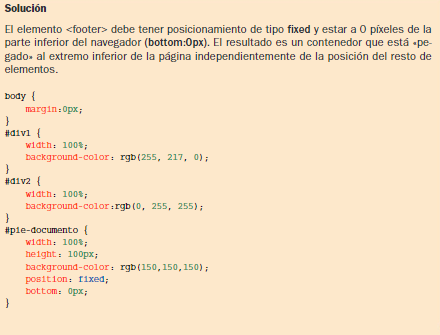 Solución
El elemento <footer> debe tener posicionamiento de tipo fixed y estar a 0 píxeles de la
parte inferior del navegador (bottom:0px). El resultado es un contenedor que está «pe-
gado» al extremo inferior de la página independientemente de la posición del resto de
elementos.
body {
    margin:0px;
}
#div1 {
    width: 100%;
    background-color: rgb(255, 217, 0);
}
#div2 {
    width: 100%;
    background-color:rgb(0, 255, 255);
}
#pie-documento {
    width: 100%;
    height: 100px;
    background-color: rgb(150,150,150);
    position: fixed;
    bottom: 0px;
}